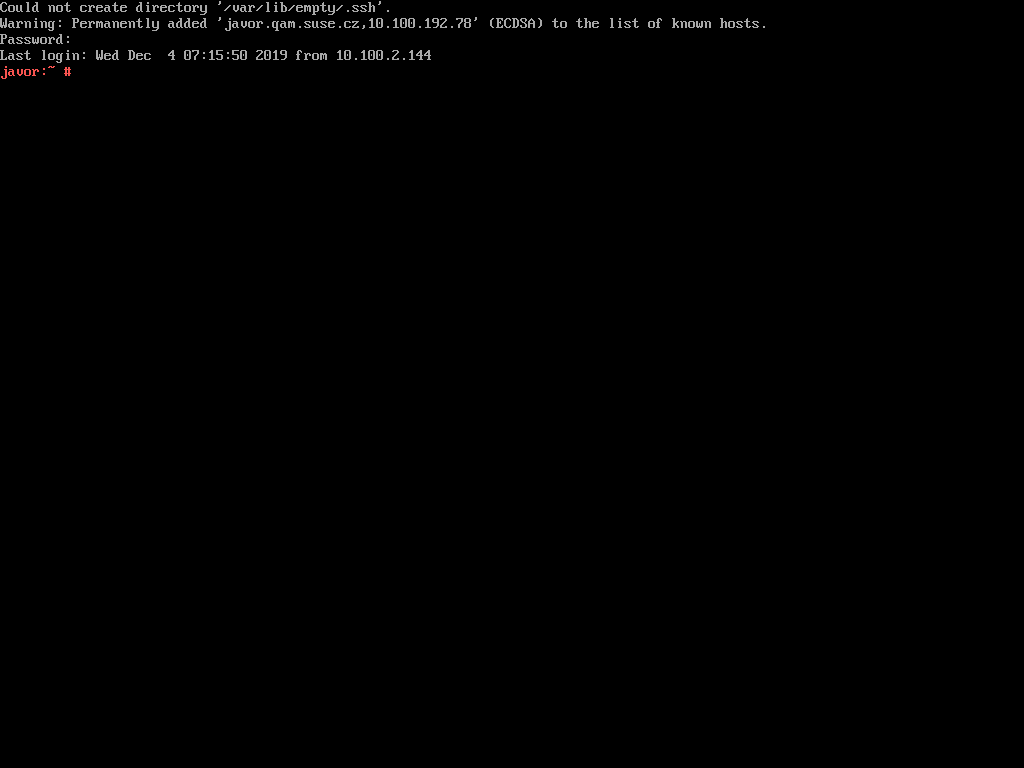 Could not create directory '/var/lib/empty/.ssh'.
Warning: Permanently added 'javor.qam.suse.cz,10.100.192.78' (ECDSA) to the list of known hosts.
Password:
Last login: Wed Dec  4 07:15:50 2019 from 10.100.2.144
javor:~ #